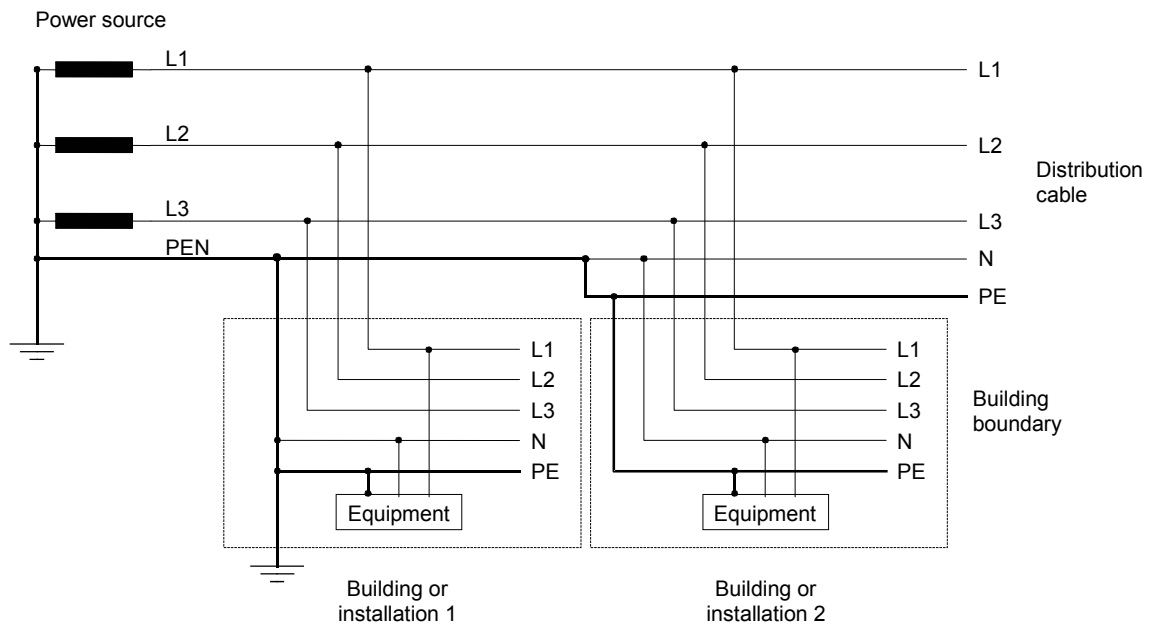 Power source
L1
L1
L2
L2
Distribution
cable
L3
L3
PEN
N
PE
L1
L1
L2
L2
Building
boundary
L3
L3
N
N
PE
PE
Equipment
Equipment
Building or
installation 1
Building or
installation 2